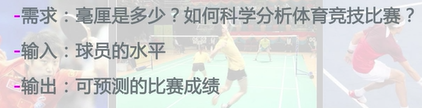 -需求：毫厘是多少？如何科学分析体育竞技比赛？
-输入：球员的水平
-输出：可预测的比赛成绩